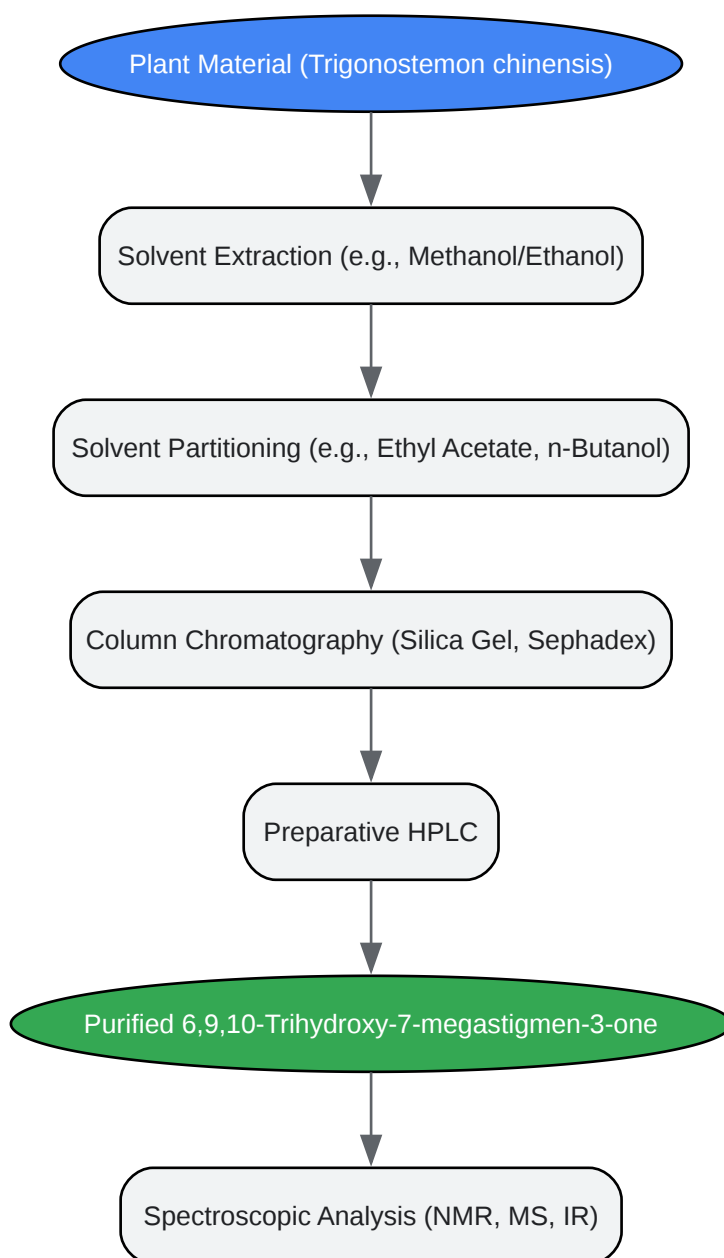 Plant Material (Trigonostemon chinensis)
Solvent Extraction (e.g., Methanol/Ethanol)
Solvent Partitioning (e.g., Ethyl Acetate, n-Butanol)
Column Chromatography (Silica Gel, Sephadex)
Preparative HPLC
Purified 6,9,10-Trihydroxy-7-megastigmen-3-one
Spectroscopic Analysis (NMR, MS, IR)